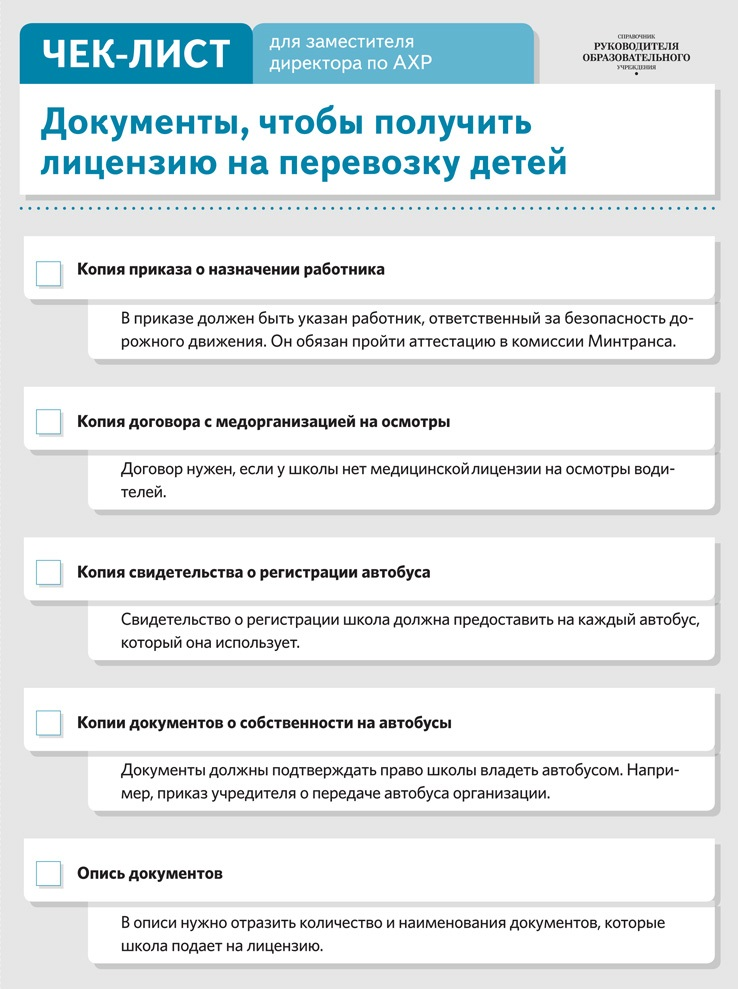 ЧЕК-ЛИСТ
для заместителя
директора по АХР
СПРАВОЧНИК
РУКОВОДИТЕЛЯ
ОБРАЗОВАТЕЛЬНОГО
УЧРЕЖДЕНИЯ
Документы, чтобы получить
лицензию на перевозку детей
Копия приказа о назначении работника
В приказе должен быть указан работник, ответственный за безопасность до-
рожного движения. Он обязан пройти аттестацию в комиссии Минтранса.
Копия договора с медорганизацией на осмотры
Договор нужен, если у школы нет медицинской лицензии на осмотры води-
телей.
Копия свидетельства о регистрации автобуса
Свидетельство о регистрации школа должна предоставить на каждый автобус,
который она использует.
Копии документов о собственности на автобусы
Документы должны подтверждать право школы владеть автобусом. Напри-
мер, приказ учредителя о передаче автобуса организации.
Опись документов
В описи нужно отразить количество и наименования документов, которые
школа подает на лицензию.